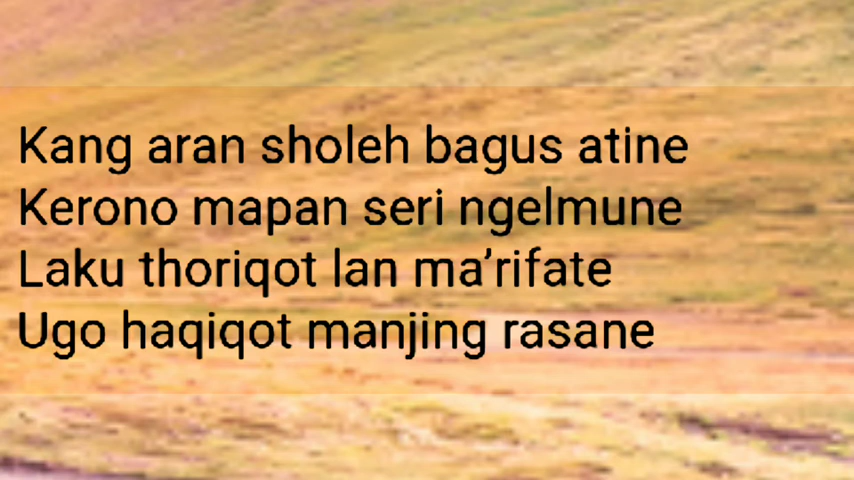 Kang aran sholeh bagus atine
Kerono mapan seri ngelmune
Laku thoriqot lan ma’rifate
Ugo haqiqot manjing rasane